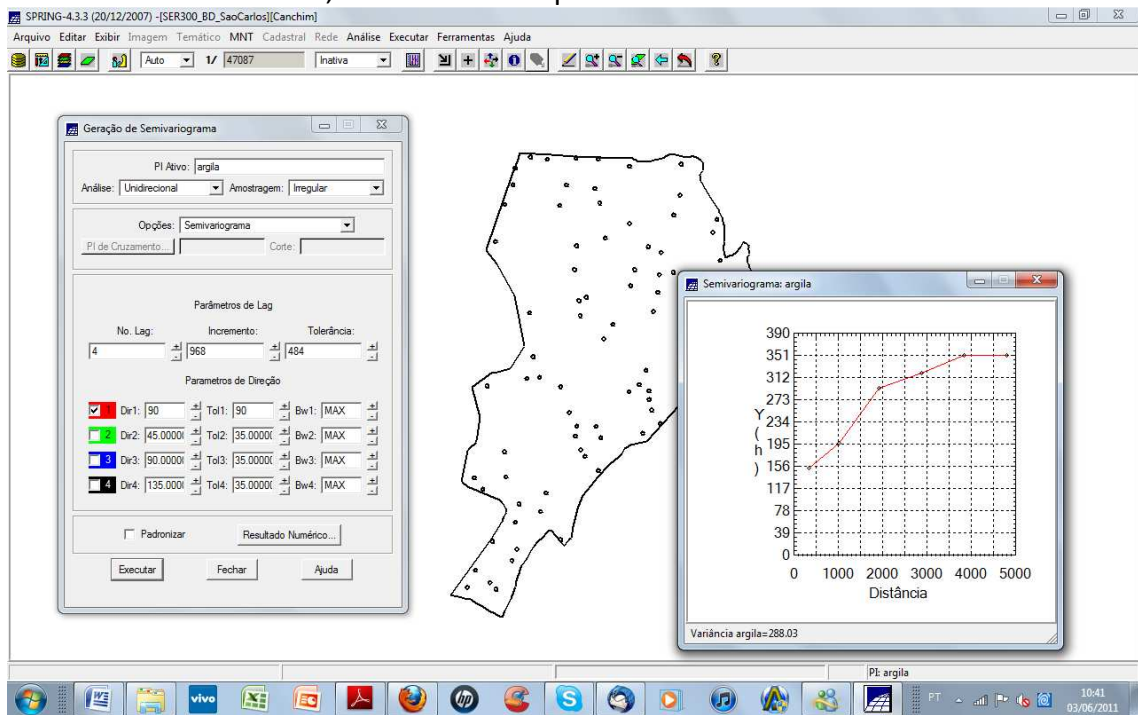 SPRING-4.3.3 (20/12/2007) -[SER300_BD_SaoCarlos][Canchim]
Arquivo Editar Exibir Imagem Temático MNT Cadastral Rede Análise Executar Ferramentas Ajuda
Auto 1/ 47087 Inativa
Geração de Semivariograma
PI Ativo: argila
Análise: Unidirecional Amostragem: Irregular
Opções: Semivariograma
PI de Cruzamento... Corte:
Parâmetros de Lag
No. Lag: Incremento: Tolerância:
4 968 484
Parametros de Direção
1 Dir1: 90 Tol1: 90 Bw1: MAX
2 Dir2: 45.0000 Tol2: 35.0000 Bw2: MAX
3 Dir3: 90.0000 Tol3: 35.0000 Bw3: MAX
4 Dir4: 135.000 Tol4: 35.0000 Bw4: MAX
Padronizar Resultado Numérico...
Executar Fechar Ajuda
Semivariograma: argila
390
351
312
273
234
195
156
117
78
39
0
Y(h)
0 1000 2000 3000 4000 5000
Distância
Variância argila=288.03
PI: argila
vivo
hp
PT
10:41
03/06/2011